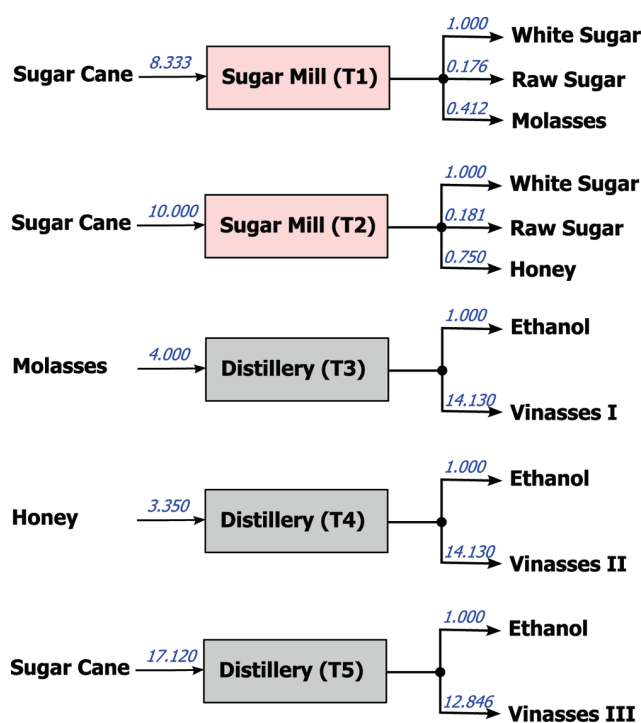 1.000
White Sugar
8.333
Sugar Cane
Sugar Mill (T1)
0.176
Raw Sugar
0.412
Molasses
1.000
White Sugar
10.000
Sugar Cane
Sugar Mill (T2)
0.181
Raw Sugar
0.750
Honey
1.000
Ethanol
4.000
Molasses
Distillery (T3)
14.130
Vinasses I
1.000
Ethanol
3.350
Honey
Distillery (T4)
14.130
Vinasses II
1.000
Ethanol
17.120
Sugar Cane
Distillery (T5)
12.846
Vinasses III